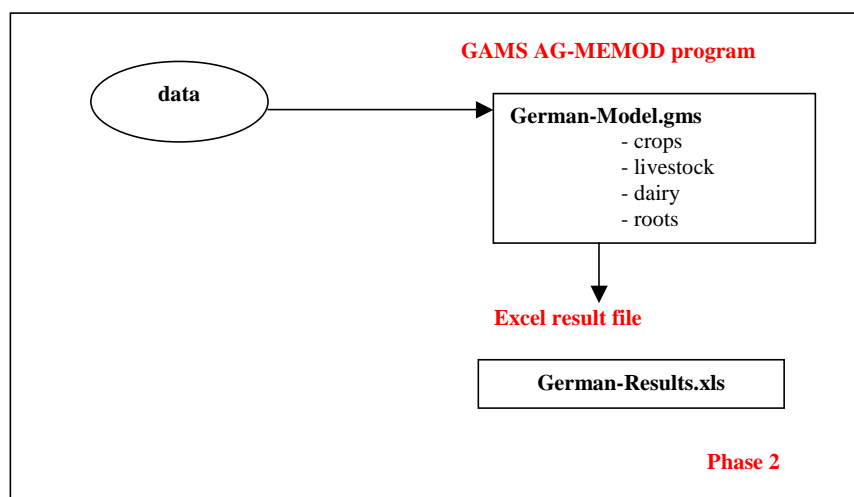 GAMS AG-MEMOD program
data
German-Model.gms
- crops
- livestock
- dairy
- roots
Excel result file
German-Results.xls
Phase 2